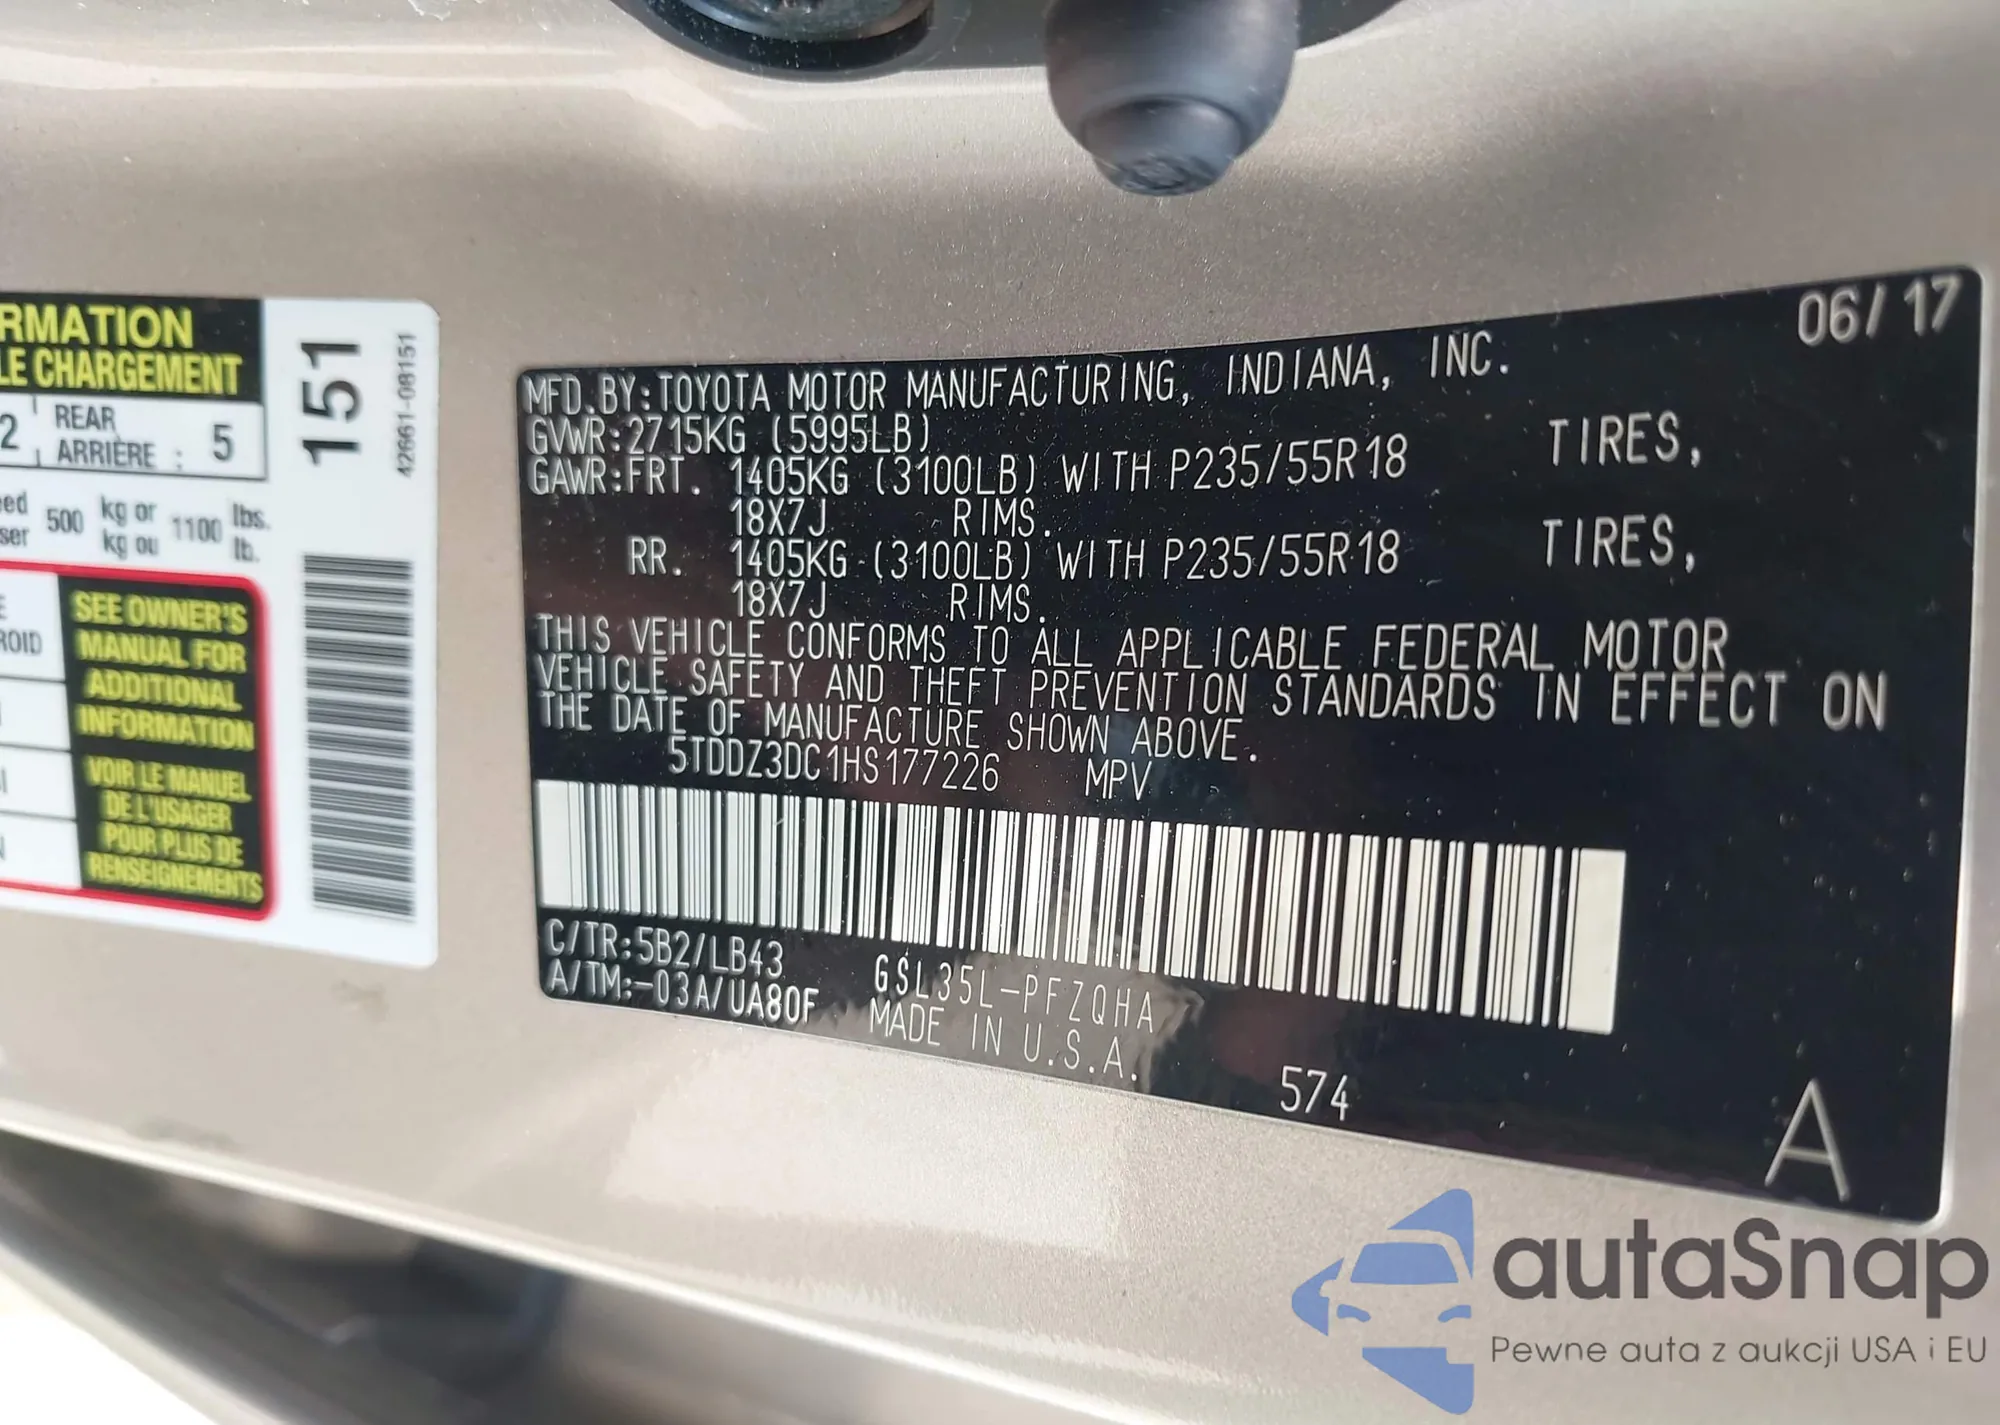 RMATION
LE CHARGEMENT
2 REAR
ARRIÈRE : 5
500 kg or 1100 lbs.
kg ou lb.
SEE OWNER'S
MANUAL FOR
ADDITIONAL
INFORMATION
VOIR LE MANUEL
DE L'USAGER
POUR PLUS DE
RENSEIGNEMENTS
151
42661-08151
06/17
MFD.BY:TOYOTA MOTOR MANUFACTURING, INDIANA, INC.
GVWR:2715KG (5995LB)
GAWR:FRT. 1405KG (3100LB) WITH P235/55R18 TIRES,
18X7J RIMS.
RR. 1405KG (3100LB) WITH P235/55R18 TIRES,
18X7J RIMS.
THIS VEHICLE CONFORMS TO ALL APPLICABLE FEDERAL MOTOR
VEHICLE SAFETY AND THEFT PREVENTION STANDARDS IN EFFECT ON
THE DATE OF MANUFACTURE SHOWN ABOVE.
5TDDZ3DC1HS177226 MPV
C/TR:5B2/LB43 GSL35L-PFZQHA
A/TM:-03A/UA80F MADE IN U.S.A.
574
A
autaSnap
Pewne auta z aukcji USA i EU